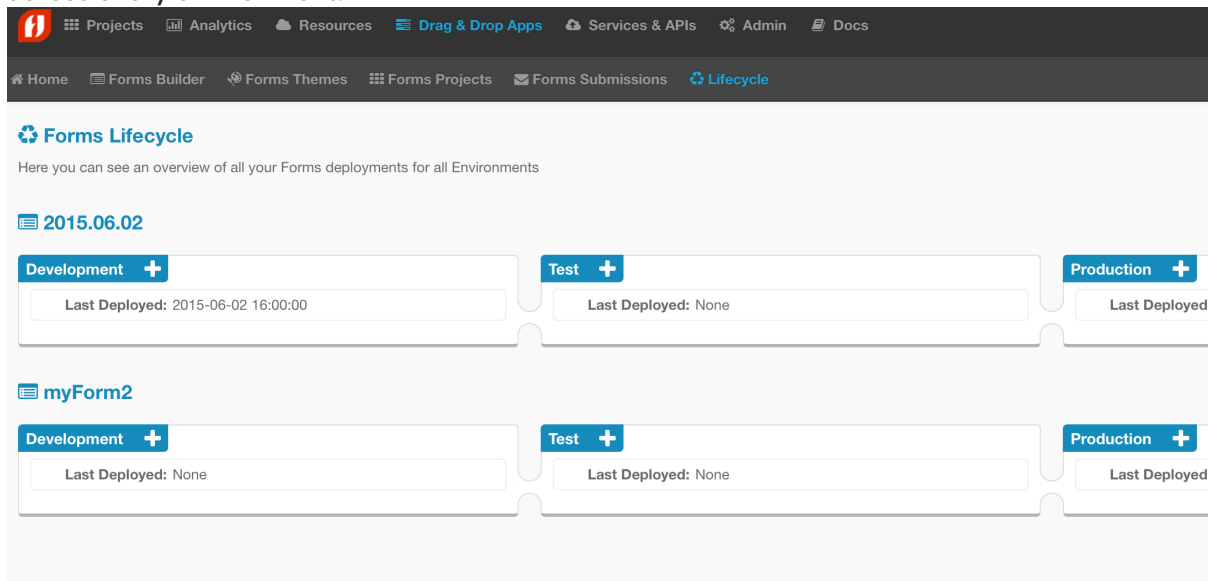 Projects Analytics Resources Drag & Drop Apps Services & APIs Admin Docs
Home Forms Builder Forms Themes Forms Projects Forms Submissions Lifecycle
Forms Lifecycle
Here you can see an overview of all your Forms deployments for all Environments
2015.06.02
Development Test Production
Last Deployed: 2015-06-02 16:00:00 Last Deployed: None Last Deployed
myForm2
Development Test Production
Last Deployed: None Last Deployed: None Last Deployed